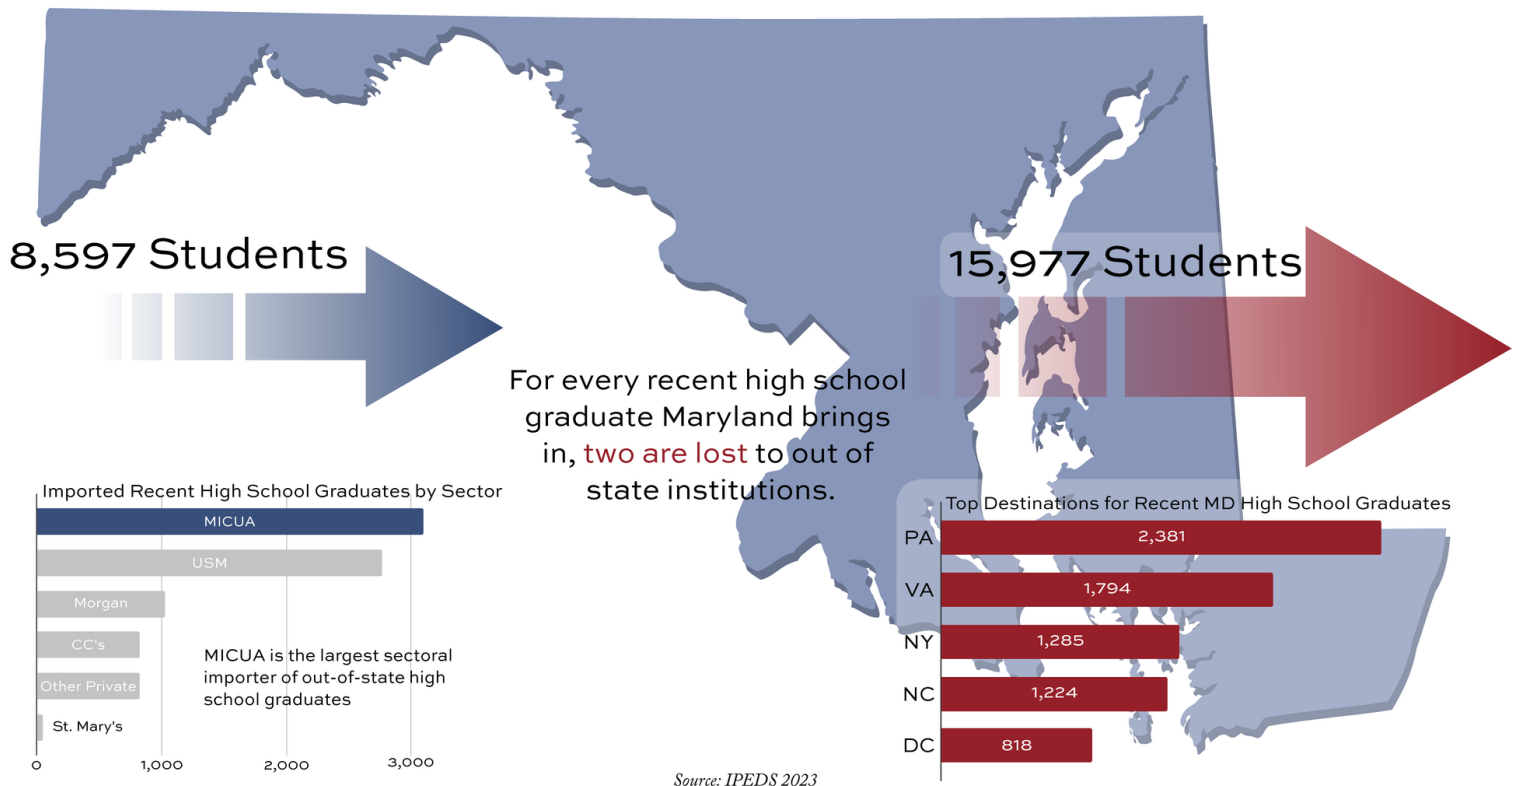 8,597 Students
15,977 Students
For every recent high school
graduate Maryland brings
in, two are lost to out of
state institutions.
Imported Recent High School Graduates by Sector
MICUA
USM
Morgan
CC's
Other Private
St. Mary's
0
1,000
2,000
3,000
MICUA is the largest sectoral
importer of out-of-state high
school graduates
Top Destinations for Recent MD High School Graduates
PA 2,381
VA 1,794
NY 1,285
NC 1,224
DC 818
Source: IPEDS 2023